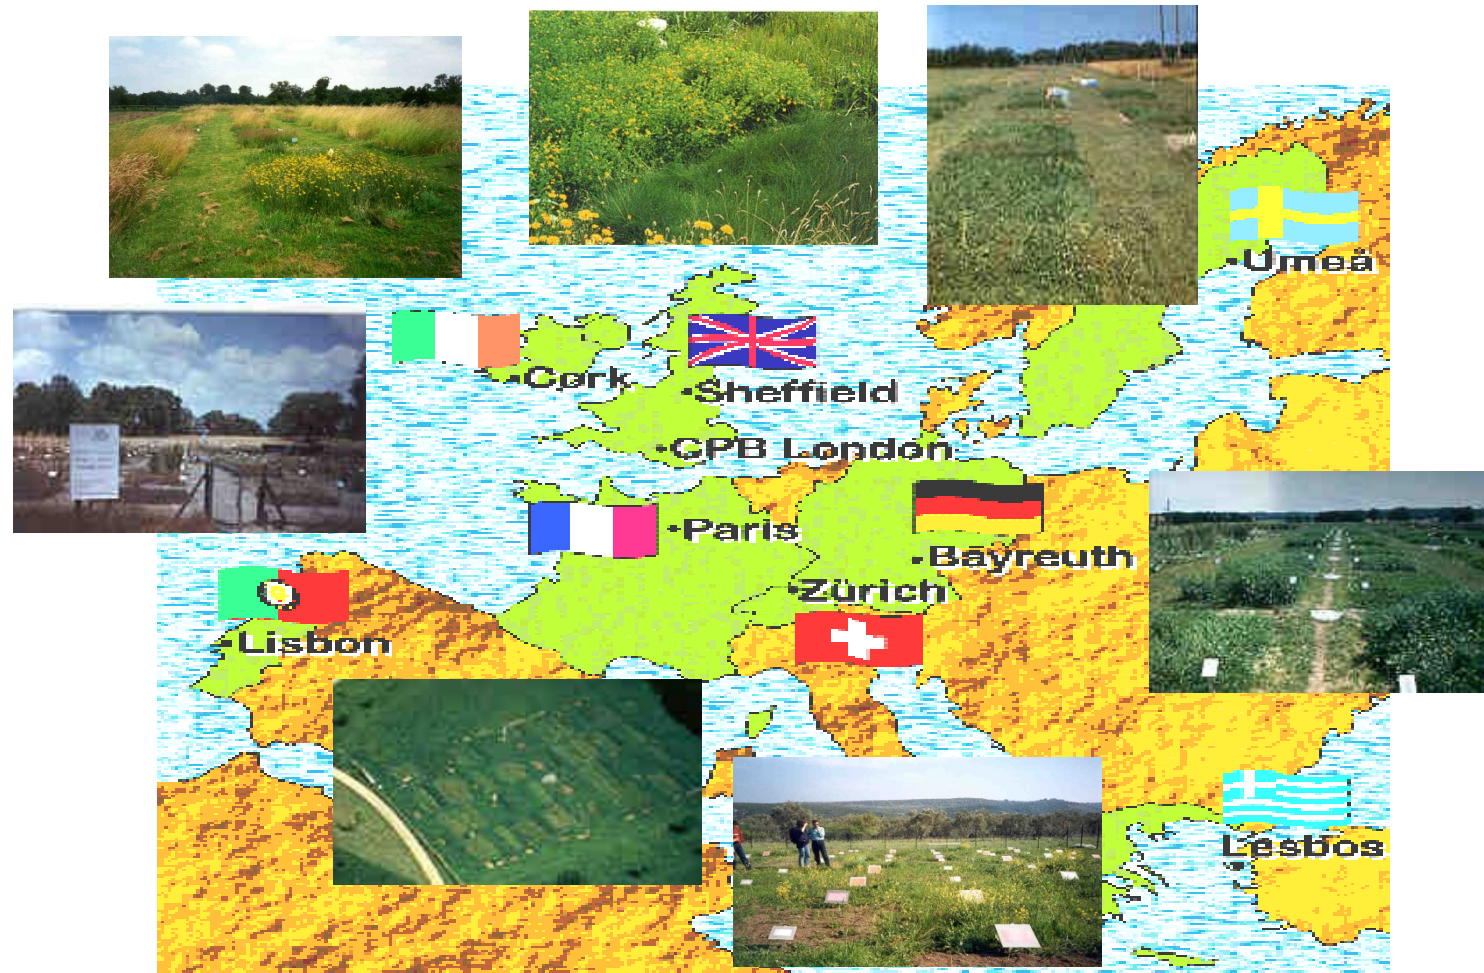 Umeå
Cork
Sheffield
CPB London
Paris
Bayreuth
Zürich
Lisbon
Lesbos